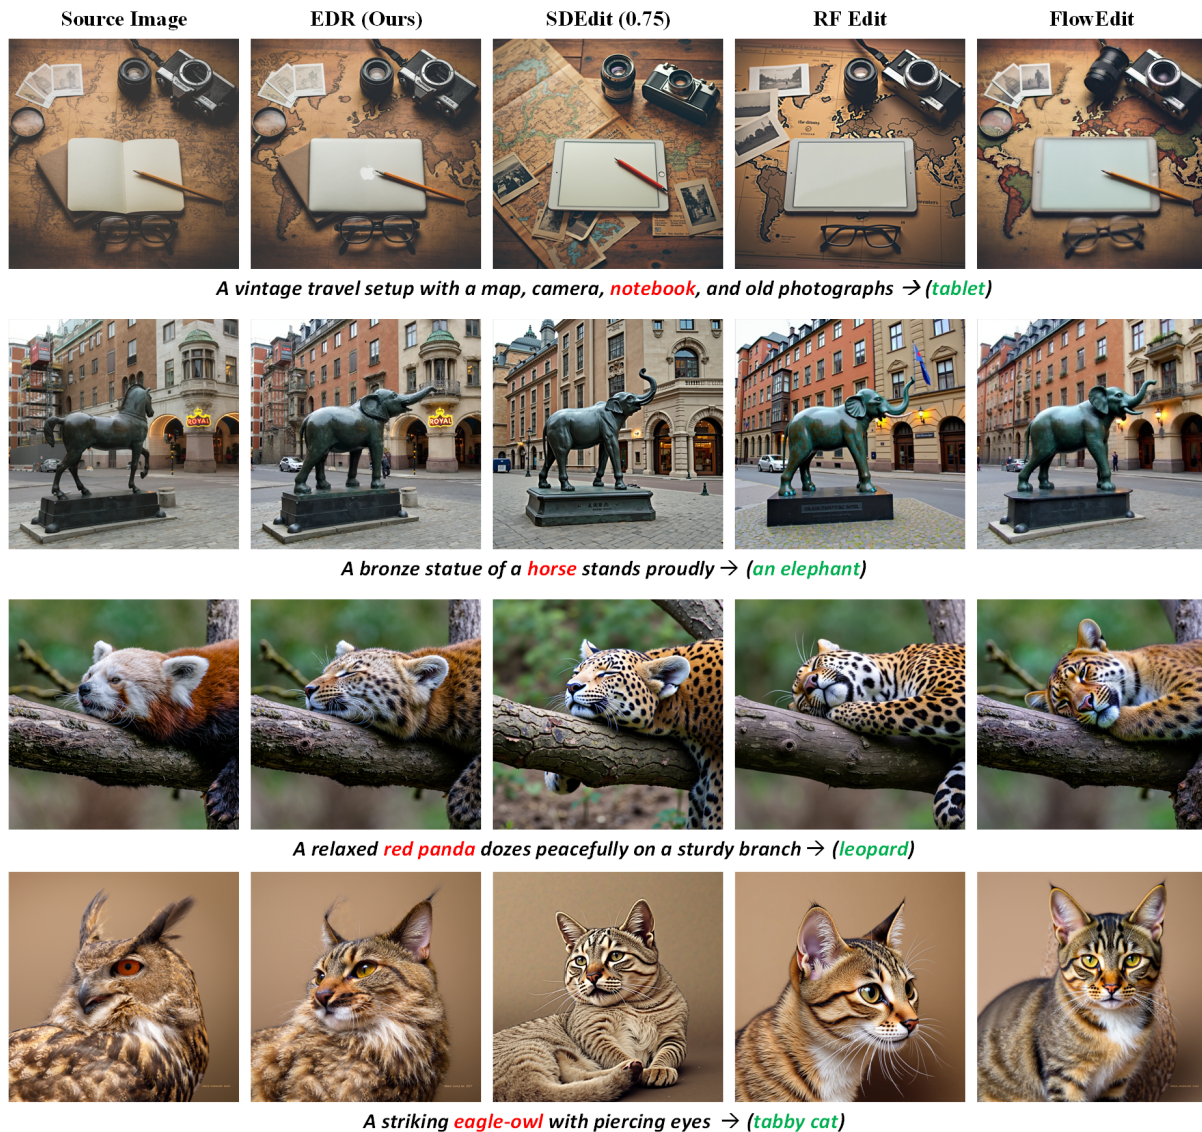 Source Image EDR (Ours) SDEdit (0.75) RF Edit FlowEdit
A vintage travel setup with a map, camera, notebook, and old photographs → (tablet)
ROYAL ROYAL
A bronze statue of a horse stands proudly → (an elephant)
A relaxed red panda dozes peacefully on a sturdy branch → (leopard)
A striking eagle-owl with piercing eyes → (tabby cat)